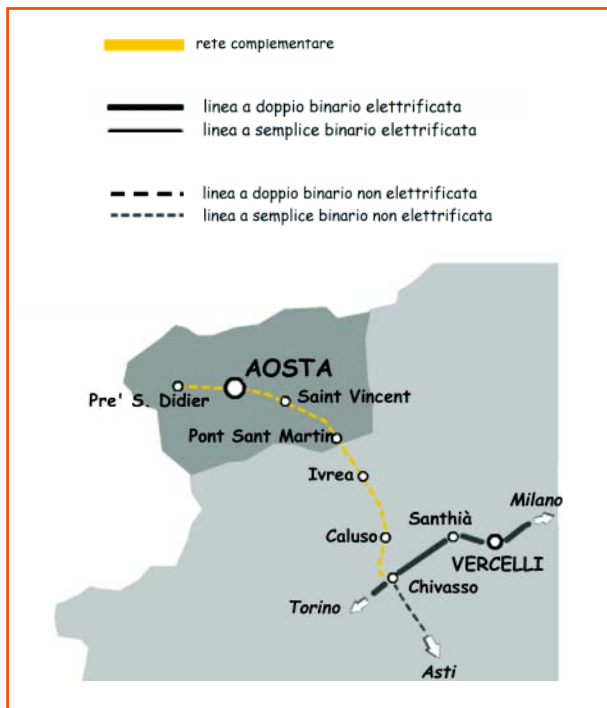 rete complementare
linea a doppio binario elettrificata
linea a semplice binario elettrificata
linea a doppio binario non elettrificata
linea a semplice binario non elettrificata
AOSTA
Pre' S. Didier
Saint Vincent
Pont Sant Martin
Ivrea
Milano
Santhià
Caluso
VERCELLI
Chivasso
Torino
Asti